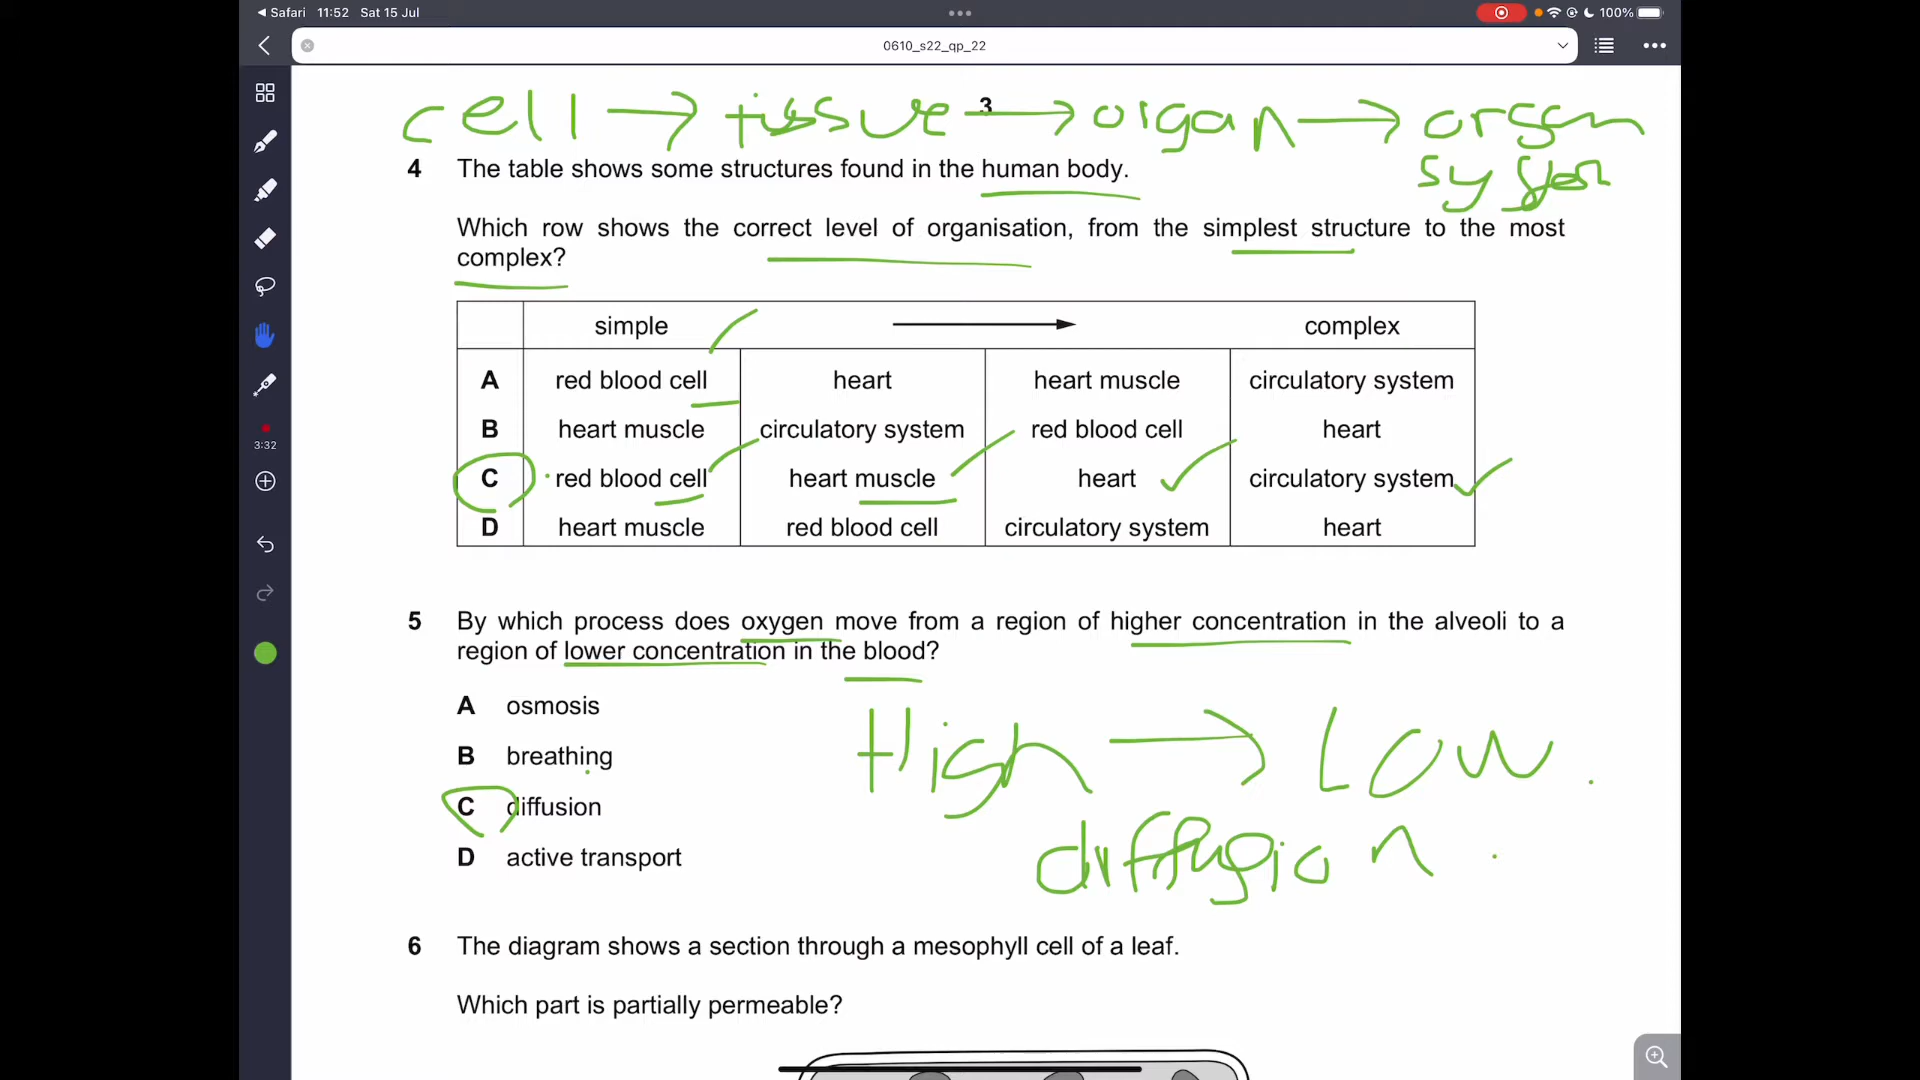 Safari 11:52 Sat 15 Jul
100%
0610_s22_qp_22
cell → tissue → organ → organ
system
3
4 The table shows some structures found in the human body.
Which row shows the correct level of organisation, from the simplest structure to the most
complex?
simple complex
A red blood cell heart heart muscle circulatory system
B heart muscle circulatory system red blood cell heart
C red blood cell heart muscle heart circulatory system
D heart muscle red blood cell circulatory system heart
3:32
5 By which process does oxygen move from a region of higher concentration in the alveoli to a
region of lower concentration in the blood?
A osmosis
B breathing
C diffusion
D active transport
High → Low
diffusion
6 The diagram shows a section through a mesophyll cell of a leaf.
Which part is partially permeable?